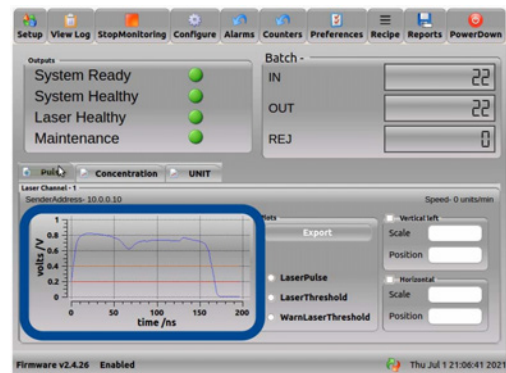 Setup View Log StopMonitoring Configure Alarms Counters Preferences Recipe Reports PowerDown
Outputs
System Ready
System Healthy
Laser Healthy
Maintenance
Batch -
IN 22
OUT 22
REJ 0
Pulse Concentration UNIT
Laser Channel - 1
SenderAddress- 10.0.0.10 Speed- 0 units/min
volts /V
1
0.8
0.6
0.4
0.2
0
0 50 100 150 200
time /ns
Plots
Export
LaserPulse
LaserThreshold
WarnLaserThreshold
Vertical left
Scale
Position
Horizontal
Scale
Position
Firmware v2.4.26 Enabled Thu Jul 1 21:06:41 2021